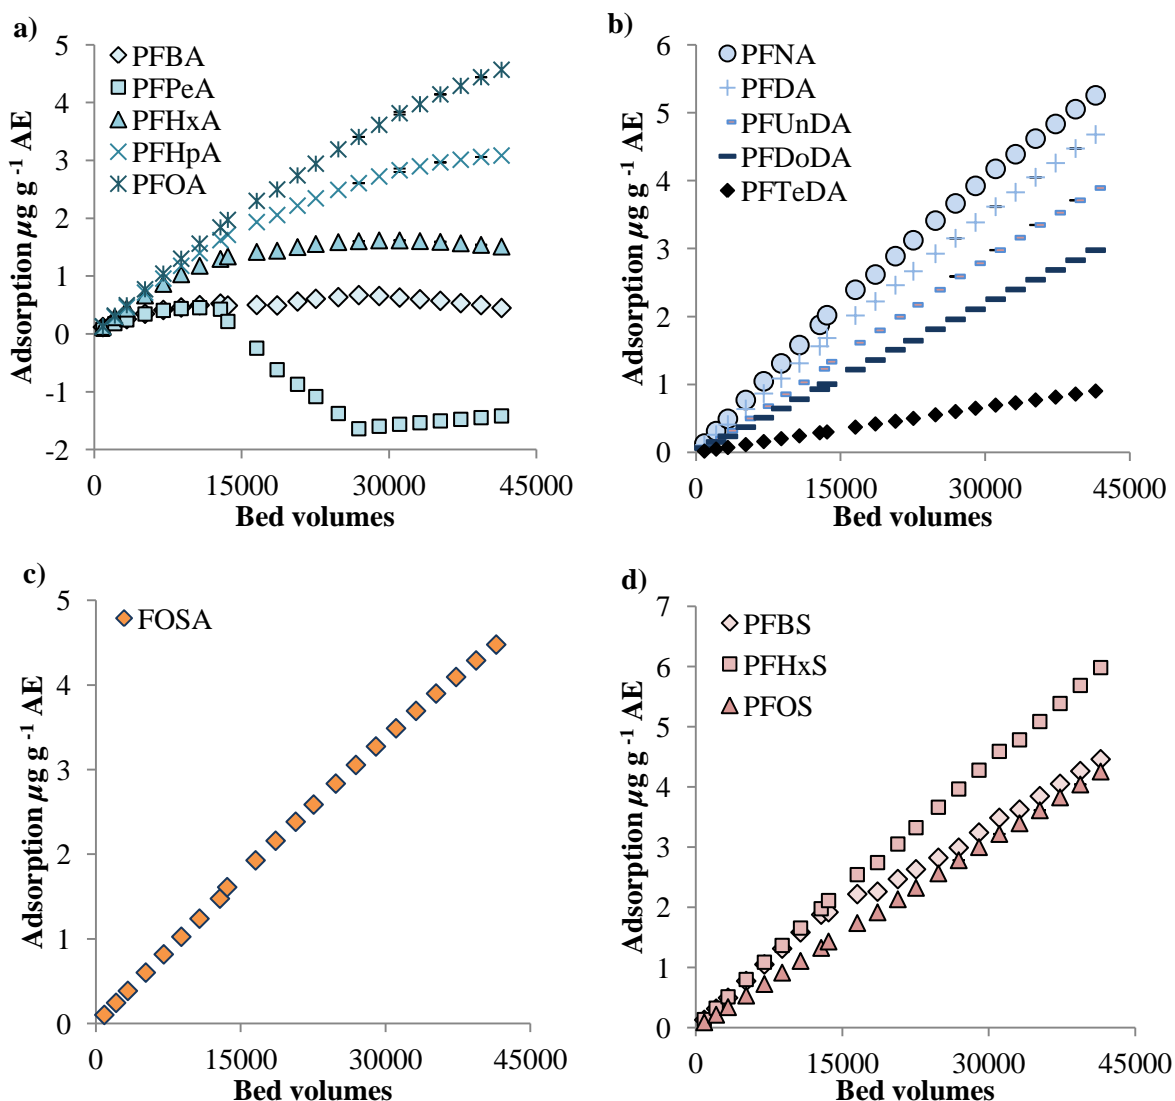 a)
5
4
3
2
1
0
-1
-2
0
15000
30000
45000
Adsorption µg g -1 AE
Bed volumes
PFBA
PFPeA
PFHxA
PFHpA
PFOA
b)
6
5
4
3
2
1
0
0
15000
30000
45000
Adsorption µg g -1 AE
Bed volumes
PFNA
PFDA
PFUnDA
PFDoDA
PFTeDA
c)
5
4
3
2
1
0
0
15000
30000
45000
Adsorption µg g -1 AE
Bed volumes
FOSA
d)
7
6
5
4
3
2
1
0
0
15000
30000
45000
Adsorption µg g -1 AE
Bed volumes
PFBS
PFHxS
PFOS